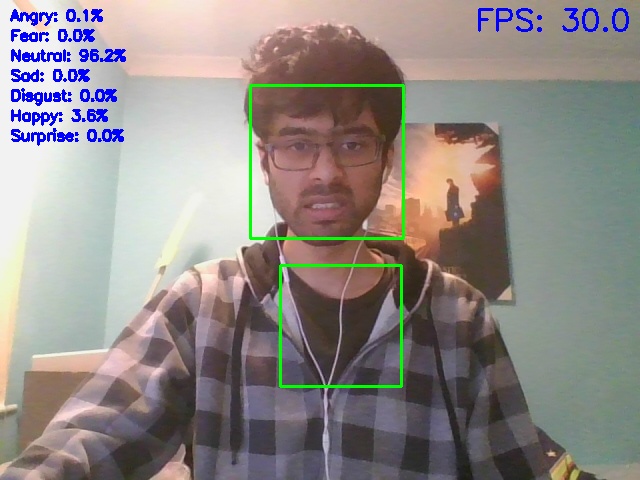 Angry: 0.1%
FPS: 30.0
Fear: 0.0%
Neutral: 96.2%
Sad: 0.0%
Disgust: 0.0%
Happy: 3.6%
Surprise: 0.0%